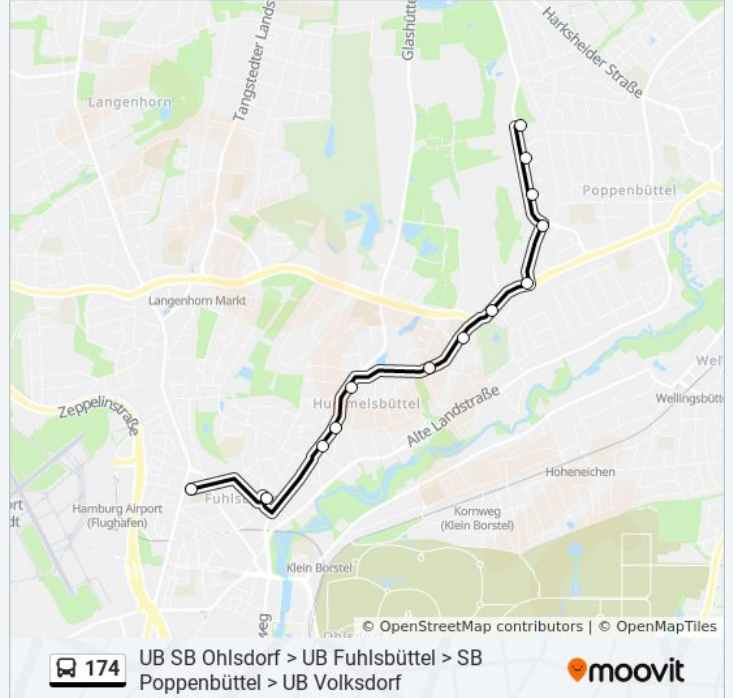 Harksheider Straße
Glashütte
Tangstedter Lands
Langenhorn
Poppenbüttel
Langenhorn Markt
Zeppelinstraße
Hummelsbüttel
Alte Landstraße
Wel
Wellingsbütt
Hoheneichen
Hamburg Airport
(Flughafen)
Kornweg
(Klein Borstel)
Klein Borstel
© OpenStreetMap contributors | © OpenMapTiles
174
UB SB Ohlsdorf > UB Fuhlsbüttel > SB
Poppenbüttel > UB Volksdorf
moovit